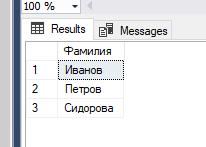 100 %
Results Messages
Фамилия
1 Иванов
2 Петров
3 Сидорова